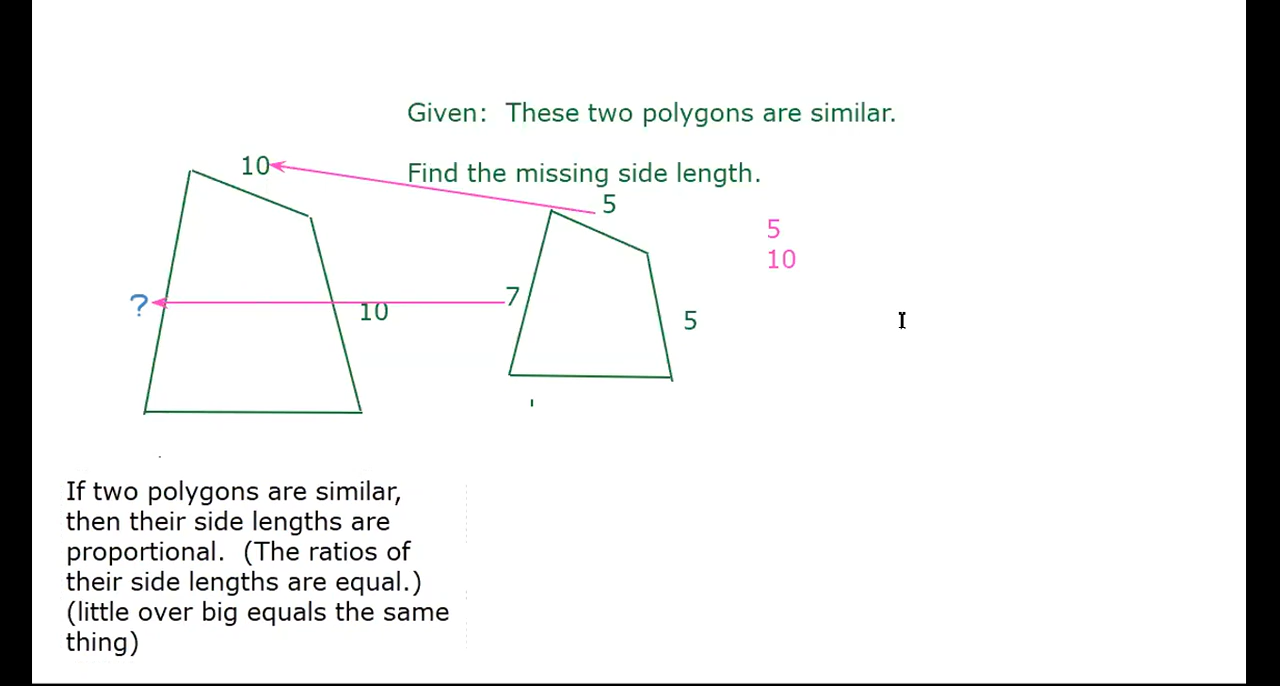 Given:  These two polygons are similar.
10
Find the missing side length.
5
5
10
?
7
10
5
If two polygons are similar,
then their side lengths are
proportional.  (The ratios of
their side lengths are equal.)
(little over big equals the same
thing)